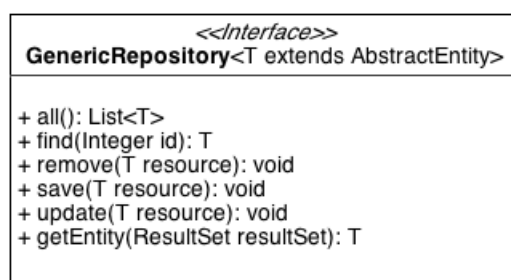 <<Interface>>
GenericRepository<T extends AbstractEntity>
+ all(): List<T>
+ find(Integer id): T
+ remove(T resource): void
+ save(T resource): void
+ update(T resource): void
+ getEntity(ResultSet resultSet): T